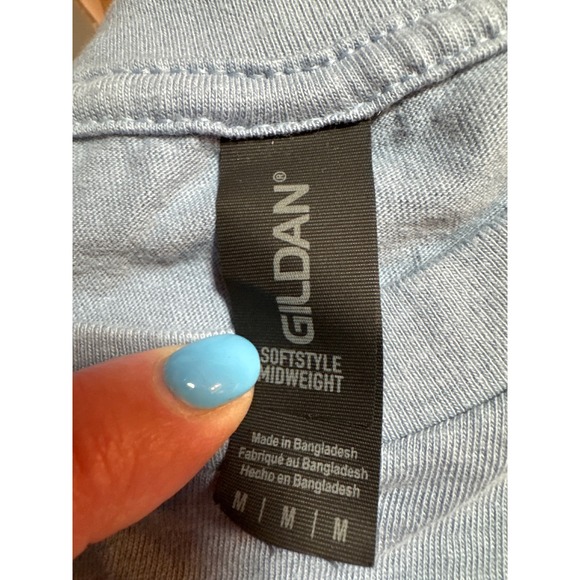 GILDAN®
SOFTSTYLE
MIDWEIGHT
Made in Bangladesh
Fabriqué au Bangladesh
Hecho en Bangladesh
M | M | M